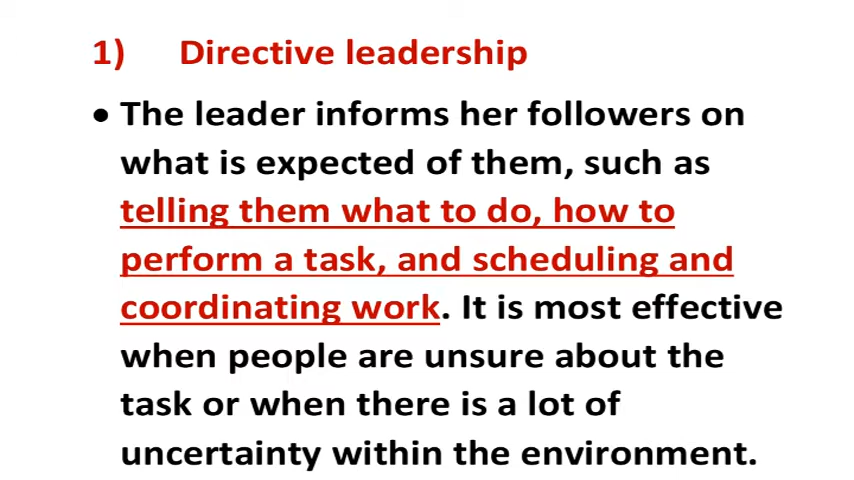 1) Directive leadership
• The leader informs her followers on
what is expected of them, such as
telling them what to do, how to
perform a task, and scheduling and
coordinating work. It is most effective
when people are unsure about the
task or when there is a lot of
uncertainty within the environment.